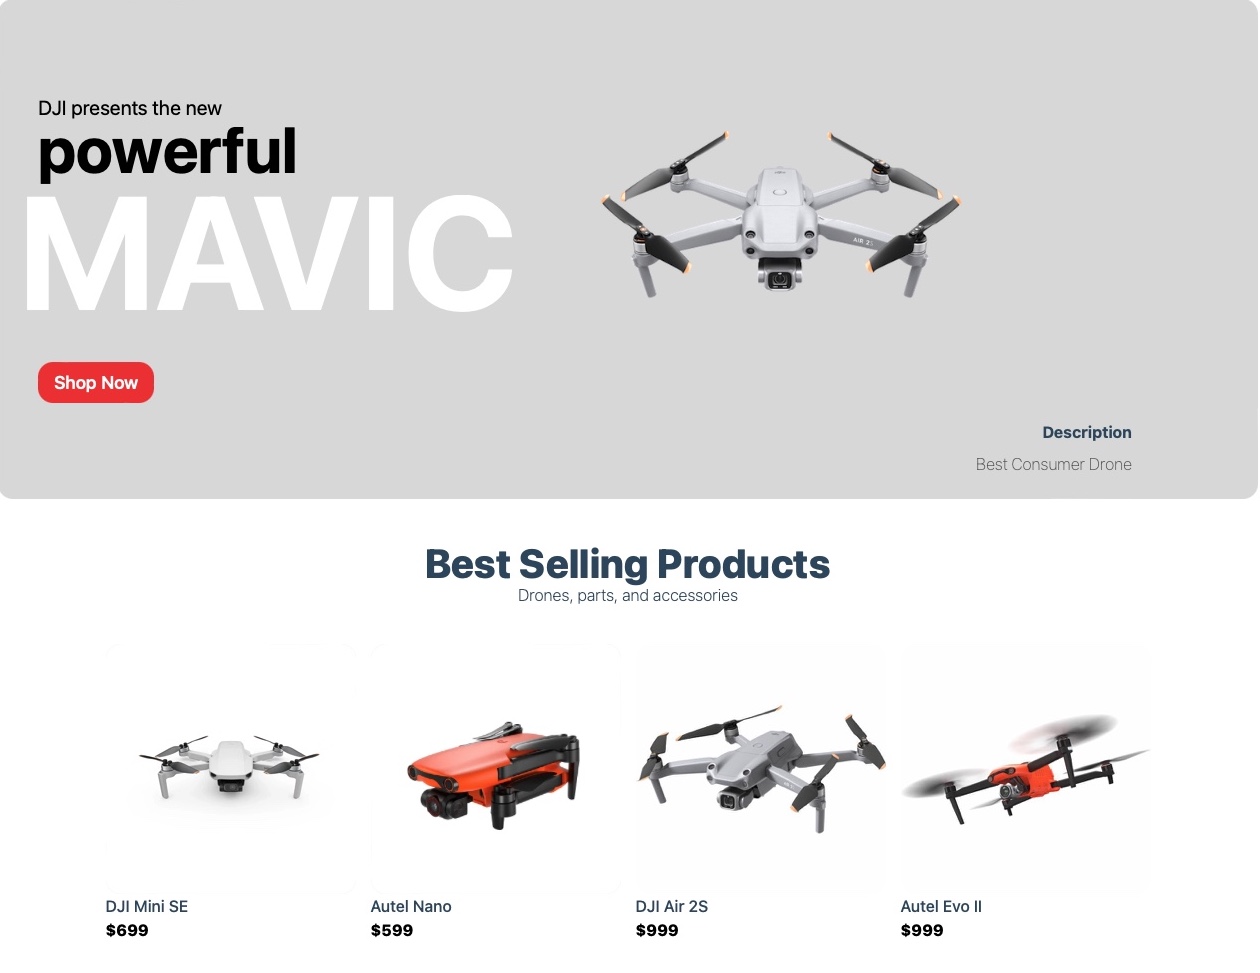 DJI presents the new
powerful
MAVIC
AIR 2S
Shop Now
Description
Best Consumer Drone
Best Selling Products
Drones, parts, and accessories
DJI Mini SE
$699
Autel Nano
$599
DJI Air 2S
$999
Autel Evo II
$999